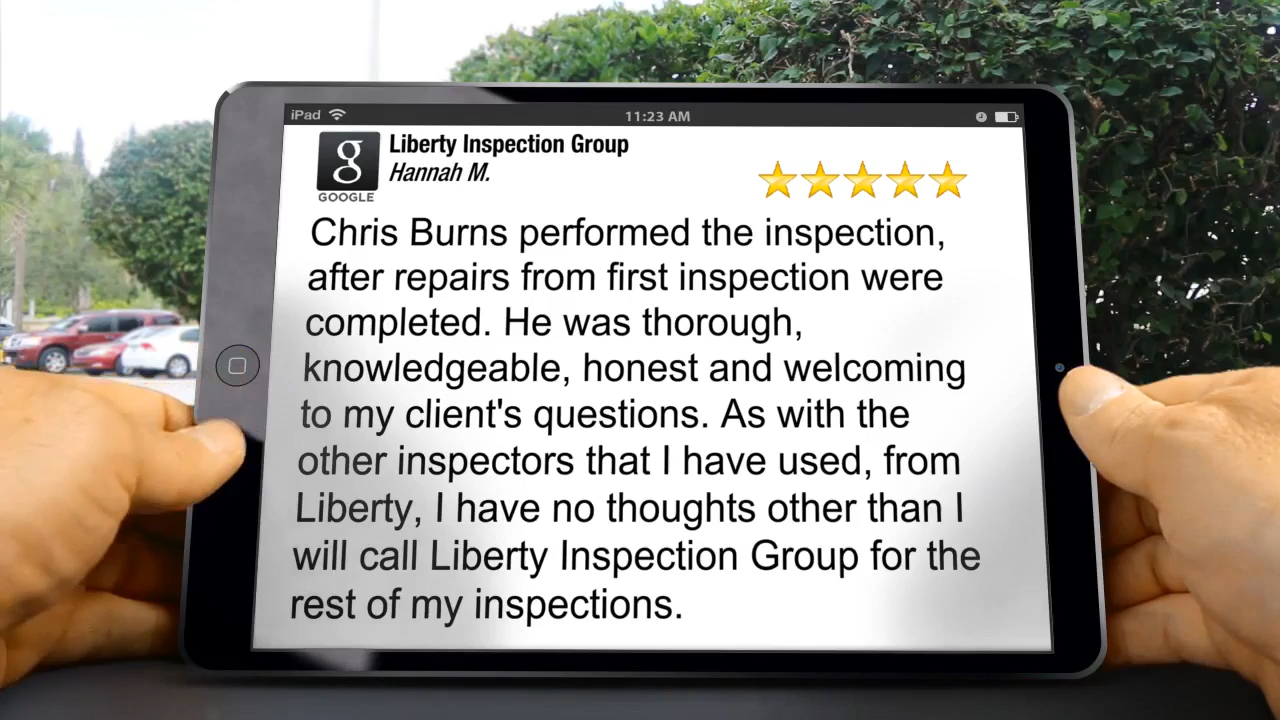 iPad
11:23 AM
g
GOOGLE
Liberty Inspection Group
Hannah M.
Chris Burns performed the inspection,
after repairs from first inspection were
completed. He was thorough,
knowledgeable, honest and welcoming
to my client's questions. As with the
other inspectors that I have used, from
Liberty, I have no thoughts other than I
will call Liberty Inspection Group for the
rest of my inspections.